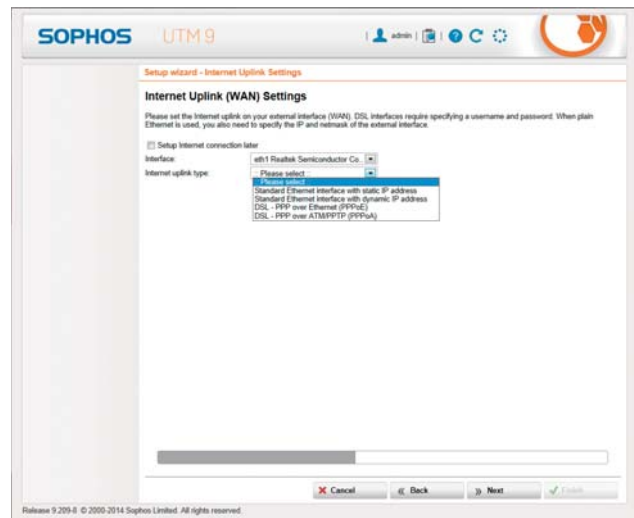 SOPHOS UTM 9 | admin | | ? C
Setup wizard - Internet Uplink Settings
Internet Uplink (WAN) Settings
Please set the Internet uplink on your external interface (WAN). DSL interfaces require specifying a username and password. When plain
Ethernet is used, you also need to specify the IP and netmask of the external interface.
Setup Internet connection later
Interface: eth1 Realtek Semiconductor Co..
Internet uplink type: :: Please select ::
:: Please select ::
Standard Ethernet interface with static IP address
Standard Ethernet interface with dynamic IP address
DSL - PPP over Ethernet (PPPoE)
DSL - PPP over ATM/PPTP (PPPoA)
Cancel Back Next Finish
Release 9.209-8 © 2000-2014 Sophos Limited. All rights reserved.